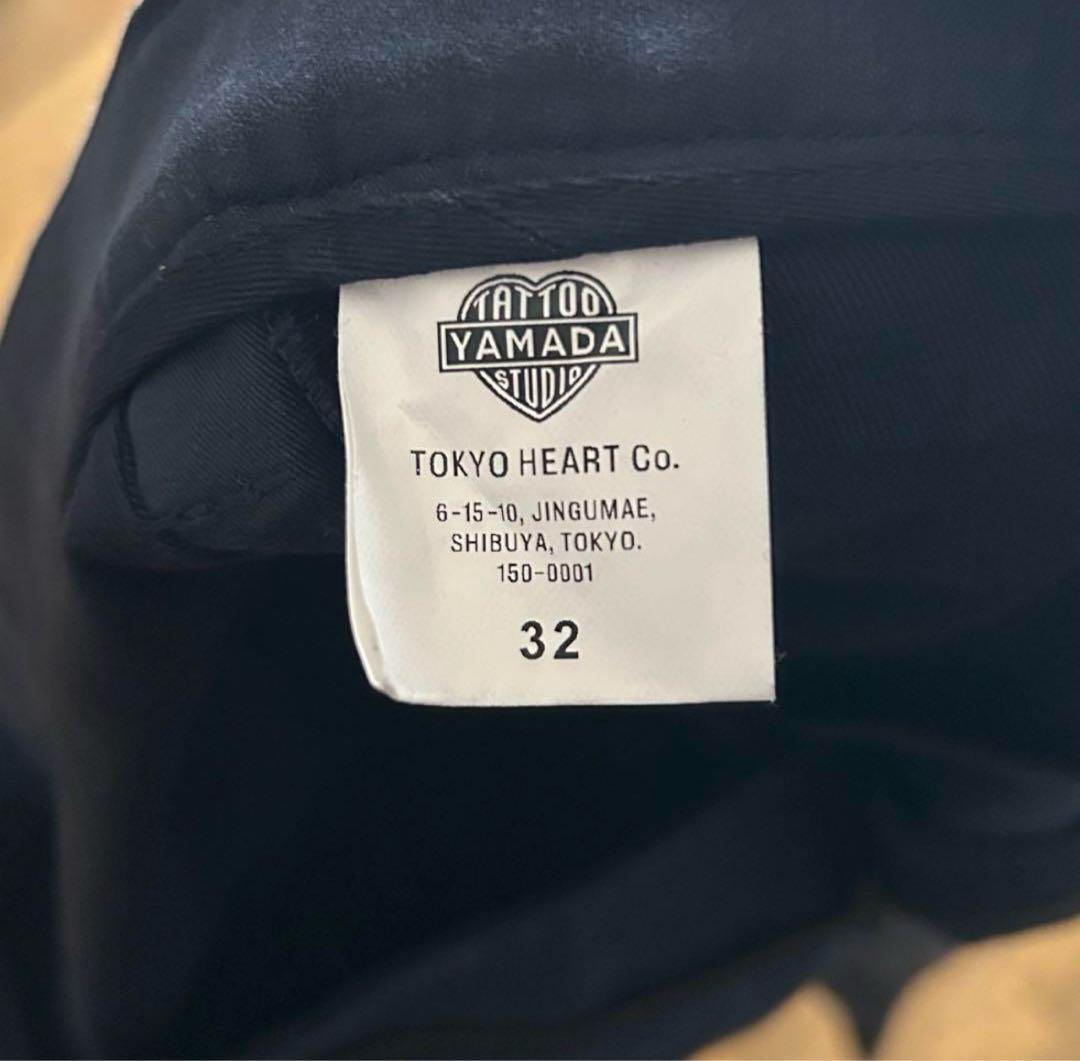 TATTOO
YAMADA
STUDIO
TOKYO HEART Co.
6-15-10, JINGUMAE,
SHIBUYA, TOKYO.
150-0001
32